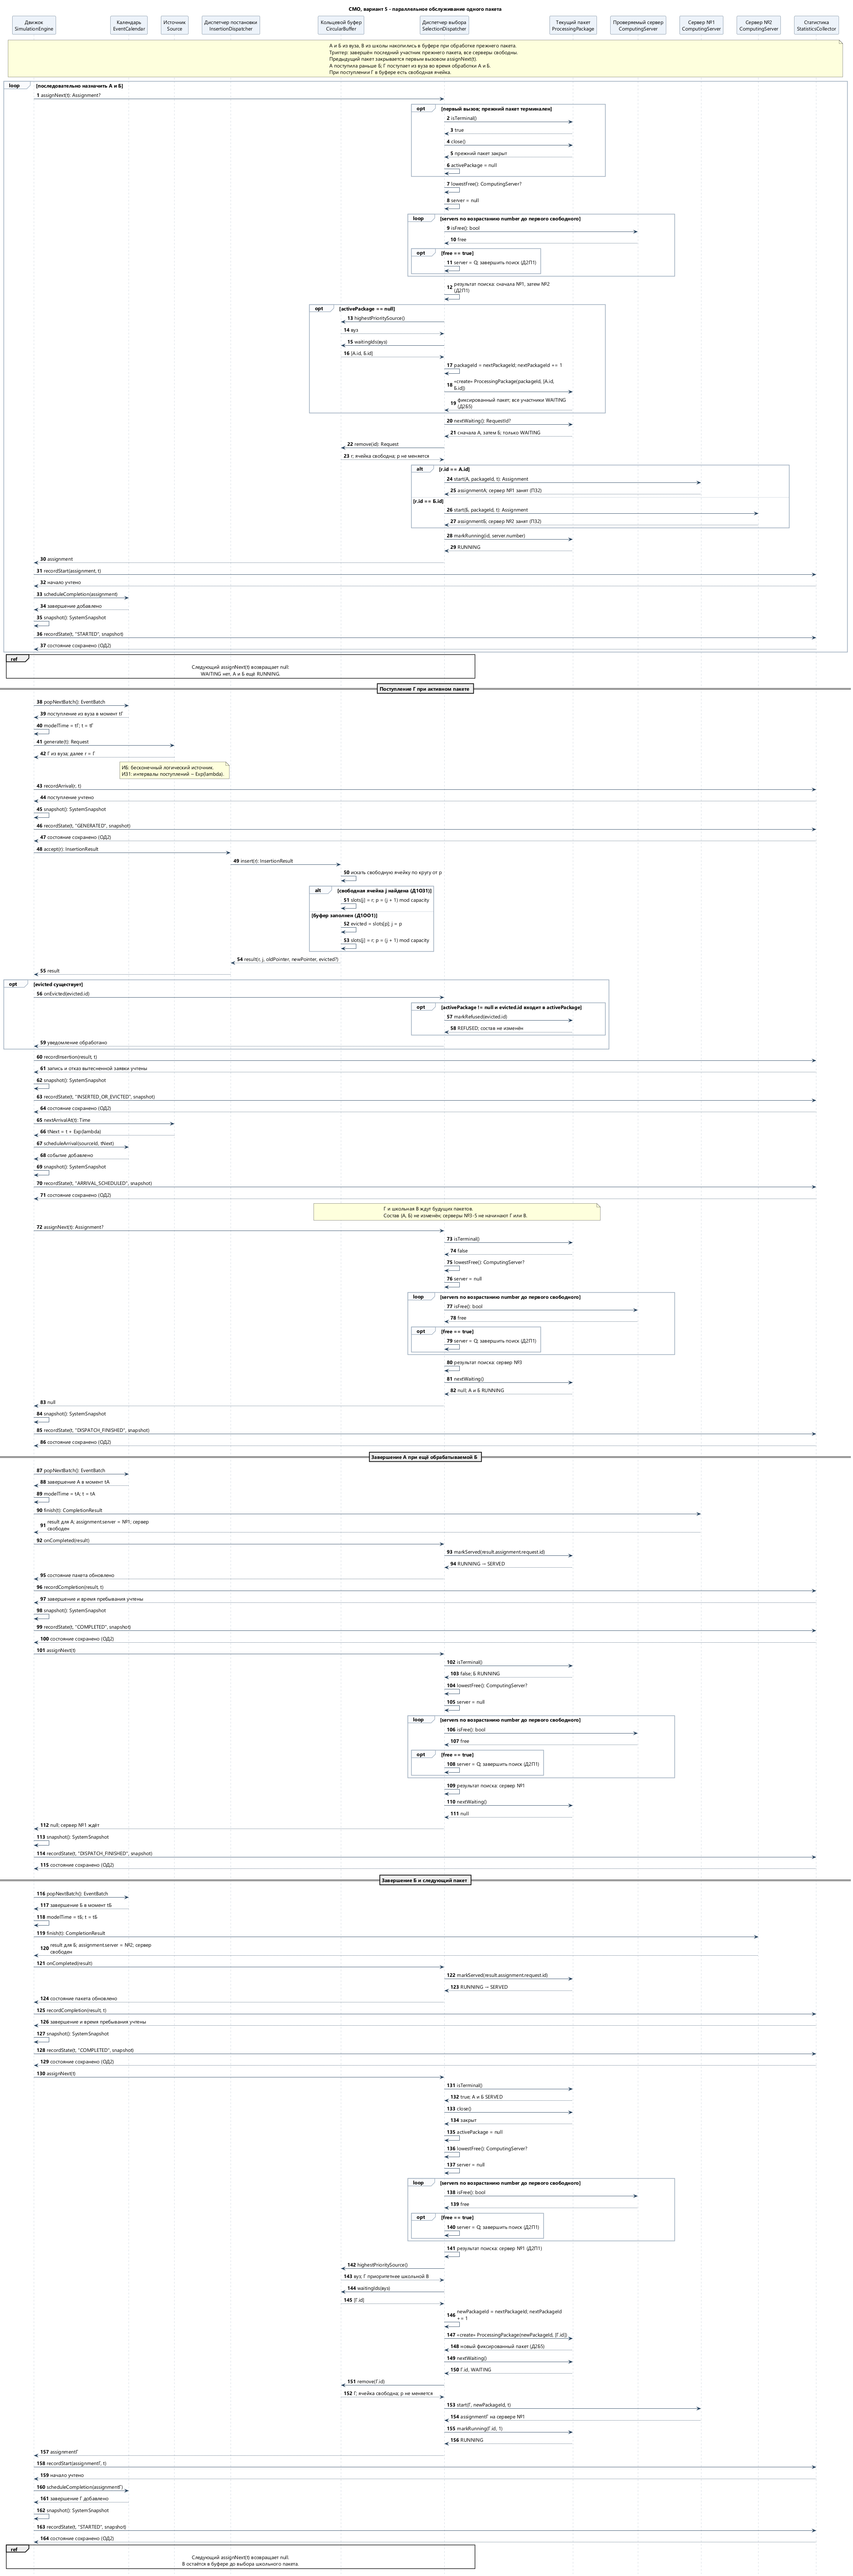 СМО, вариант 5 – параллельное обслуживание одного пакета
Движок
SimulationEngine
Календарь
EventCalendar
Источник
Source
Диспетчер постановки
InsertionDispatcher
Кольцевой буфер
CircularBuffer
Диспетчер выбора
SelectionDispatcher
Текущий пакет
ProcessingPackage
Проверяемый сервер
ComputingServer
Сервер №1
ComputingServer
Сервер №2
ComputingServer
Статистика
StatisticsCollector
А и Б из вуза, В из школы накопились в буфере при обработке прежнего пакета.
Триггер: завершён последний участник прежнего пакета, все серверы свободны.
Предыдущий пакет закрывается первым вызовом assignNext(t).
А поступила раньше Б; Г поступает из вуза во время обработки А и Б.
При поступлении Г в буфере есть свободная ячейка.
loop [последовательно назначить А и Б]
1 assignNext(t): Assignment?
opt [первый вызов; прежний пакет терминален]
2 isTerminal()
3 true
4 close()
5 прежний пакет закрыт
6 activePackage = null
7 lowestFree(): ComputingServer?
8 server = null
loop [servers по возрастанию number до первого свободного]
9 isFree(): bool
10 free
opt [free == true]
11 server = Q; завершить поиск (Д2П1)
12 результат поиска: сначала №1, затем №2
(Д2П1)
opt [activePackage == null]
13 highestPrioritySource()
14 вуз
15 waitingIds(вуз)
16 [А.id, Б.id]
17 packageId = nextPackageId; nextPackageId += 1
18 «create» ProcessingPackage(packageId, [А.id,
Б.id])
19 фиксированный пакет; все участники WAITING
(Д2Б5)
20 nextWaiting(): RequestId?
21 сначала А, затем Б; только WAITING
22 remove(id): Request
23 r; ячейка свободна; p не меняется
alt [r.id == А.id]
24 start(А, packageId, t): Assignment
25 assignmentА; сервер №1 занят (ПЗ2)
[r.id == Б.id]
26 start(Б, packageId, t): Assignment
27 assignmentБ; сервер №2 занят (ПЗ2)
28 markRunning(id, server.number)
29 RUNNING
30 assignment
31 recordStart(assignment, t)
32 начало учтено
33 scheduleCompletion(assignment)
34 завершение добавлено
35 snapshot(): SystemSnapshot
36 recordState(t, "STARTED", snapshot)
37 состояние сохранено (ОД2)
ref
Следующий assignNext(t) возвращает null:
WAITING нет, А и Б ещё RUNNING.
Поступление Г при активном пакете
38 popNextBatch(): EventBatch
39 поступление из вуза в момент tГ
40 modelTime = tГ; t = tГ
41 generate(t): Request
42 Г из вуза; далее r = Г
ИБ: бесконечный логический источник.
ИЗ1: интервалы поступлений ~ Exp(lambda).
43 recordArrival(r, t)
44 поступление учтено
45 snapshot(): SystemSnapshot
46 recordState(t, "GENERATED", snapshot)
47 состояние сохранено (ОД2)
48 accept(r): InsertionResult
49 insert(r): InsertionResult
50 искать свободную ячейку по кругу от p
alt [свободная ячейка j найдена (Д1ОЗ1)]
51 slots[j] = r; p = (j + 1) mod capacity
[буфер заполнен (Д1ОО1)]
52 evicted = slots[p]; j = p
53 slots[j] = r; p = (j + 1) mod capacity
54 result(r, j, oldPointer, newPointer, evicted?)
55 result
opt [evicted существует]
56 onEvicted(evicted.id)
opt [activePackage != null и evicted.id входит в activePackage]
57 markRefused(evicted.id)
58 REFUSED; состав не изменён
59 уведомление обработано
60 recordInsertion(result, t)
61 запись и отказ вытесненной заявки учтены
62 snapshot(): SystemSnapshot
63 recordState(t, "INSERTED_OR_EVICTED", snapshot)
64 состояние сохранено (ОД2)
65 nextArrivalAt(t): Time
66 tNext = t + Exp(lambda)
67 scheduleArrival(sourceId, tNext)
68 событие добавлено
69 snapshot(): SystemSnapshot
70 recordState(t, "ARRIVAL_SCHEDULED", snapshot)
71 состояние сохранено (ОД2)
Г и школьная В ждут будущих пакетов.
Состав (А, Б) не изменён; серверы №3–5 не начинают Г или В.
72 assignNext(t): Assignment?
73 isTerminal()
74 false
75 lowestFree(): ComputingServer?
76 server = null
loop [servers по возрастанию number до первого свободного]
77 isFree(): bool
78 free
opt [free == true]
79 server = Q; завершить поиск (Д2П1)
80 результат поиска: сервер №3
81 nextWaiting()
82 null; А и Б RUNNING
83 null
84 snapshot(): SystemSnapshot
85 recordState(t, "DISPATCH_FINISHED", snapshot)
86 состояние сохранено (ОД2)
Завершение А при ещё обрабатываемой Б
87 popNextBatch(): EventBatch
88 завершение А в момент tА
89 modelTime = tА; t = tА
90 finish(t): CompletionResult
91 result для А; assignment.server = №1; сервер
свободен
92 onCompleted(result)
93 markServed(result.assignment.request.id)
94 RUNNING → SERVED
95 состояние пакета обновлено
96 recordCompletion(result, t)
97 завершение и время пребывания учтены
98 snapshot(): SystemSnapshot
99 recordState(t, "COMPLETED", snapshot)
100 состояние сохранено (ОД2)
101 assignNext(t)
102 isTerminal()
103 false; Б RUNNING
104 lowestFree(): ComputingServer?
105 server = null
loop [servers по возрастанию number до первого свободного]
106 isFree(): bool
107 free
opt [free == true]
108 server = Q; завершить поиск (Д2П1)
109 результат поиска: сервер №1
110 nextWaiting()
111 null
112 null; сервер №1 ждёт
113 snapshot(): SystemSnapshot
114 recordState(t, "DISPATCH_FINISHED", snapshot)
115 состояние сохранено (ОД2)
Завершение Б и следующий пакет
116 popNextBatch(): EventBatch
117 завершение Б в момент tБ
118 modelTime = tБ; t = tБ
119 finish(t): CompletionResult
120 result для Б; assignment.server = №2; сервер
свободен
121 onCompleted(result)
122 markServed(result.assignment.request.id)
123 RUNNING → SERVED
124 состояние пакета обновлено
125 recordCompletion(result, t)
126 завершение и время пребывания учтены
127 snapshot(): SystemSnapshot
128 recordState(t, "COMPLETED", snapshot)
129 состояние сохранено (ОД2)
130 assignNext(t)
131 isTerminal()
132 true; А и Б SERVED
133 close()
134 закрыт
135 activePackage = null
136 lowestFree(): ComputingServer?
137 server = null
loop [servers по возрастанию number до первого свободного]
138 isFree(): bool
139 free
opt [free == true]
140 server = Q; завершить поиск (Д2П1)
141 результат поиска: сервер №1 (Д2П1)
142 highestPrioritySource()
143 вуз; Г приоритетнее школьной В
144 waitingIds(вуз)
145 [Г.id]
146 newPackageId = nextPackageId; nextPackageId
+= 1
147 «create» ProcessingPackage(newPackageId, [Г.id])
148 новый фиксированный пакет (Д2Б5)
149 nextWaiting()
150 Г.id, WAITING
151 remove(Г.id)
152 Г; ячейка свободна; p не меняется
153 start(Г, newPackageId, t)
154 assignmentГ на сервере №1
155 markRunning(Г.id, 1)
156 RUNNING
157 assignmentГ
158 recordStart(assignmentГ, t)
159 начало учтено
160 scheduleCompletion(assignmentГ)
161 завершение Г добавлено
162 snapshot(): SystemSnapshot
163 recordState(t, "STARTED", snapshot)
164 состояние сохранено (ОД2)
ref
Следующий assignNext(t) возвращает null.
В остаётся в буфере до выбора школьного пакета.